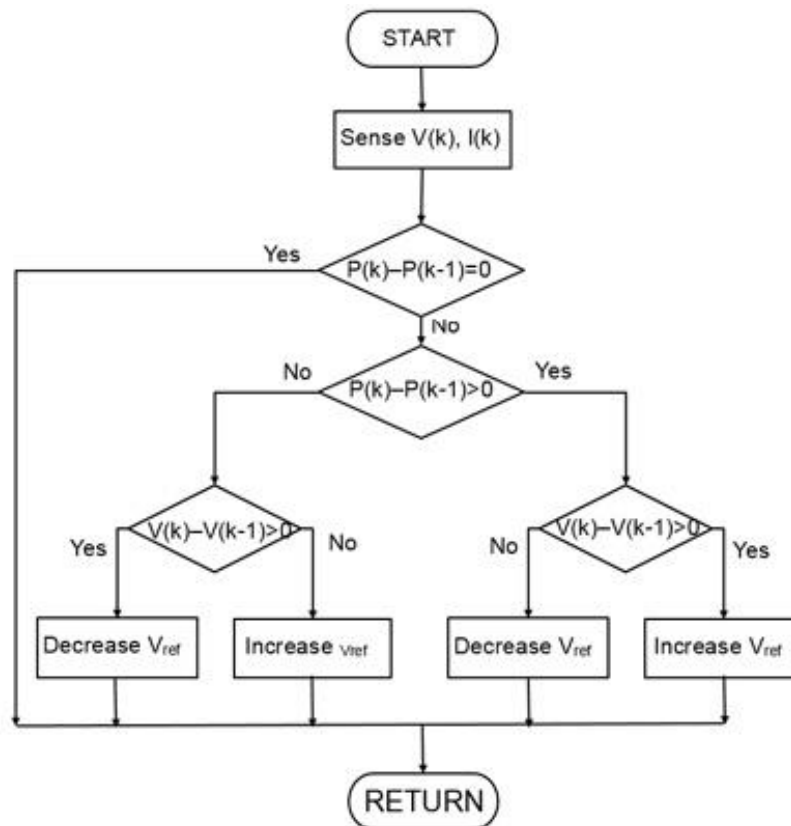 START
Sense V(k), I(k)
Yes
P(k)–P(k-1)=0
No
No
P(k)–P(k-1)>0
Yes
V(k)–V(k-1)>0
V(k)–V(k-1)>0
Yes
No
No
Yes
Decrease Vref
Increase Vref
Decrease Vref
Increase Vref
RETURN